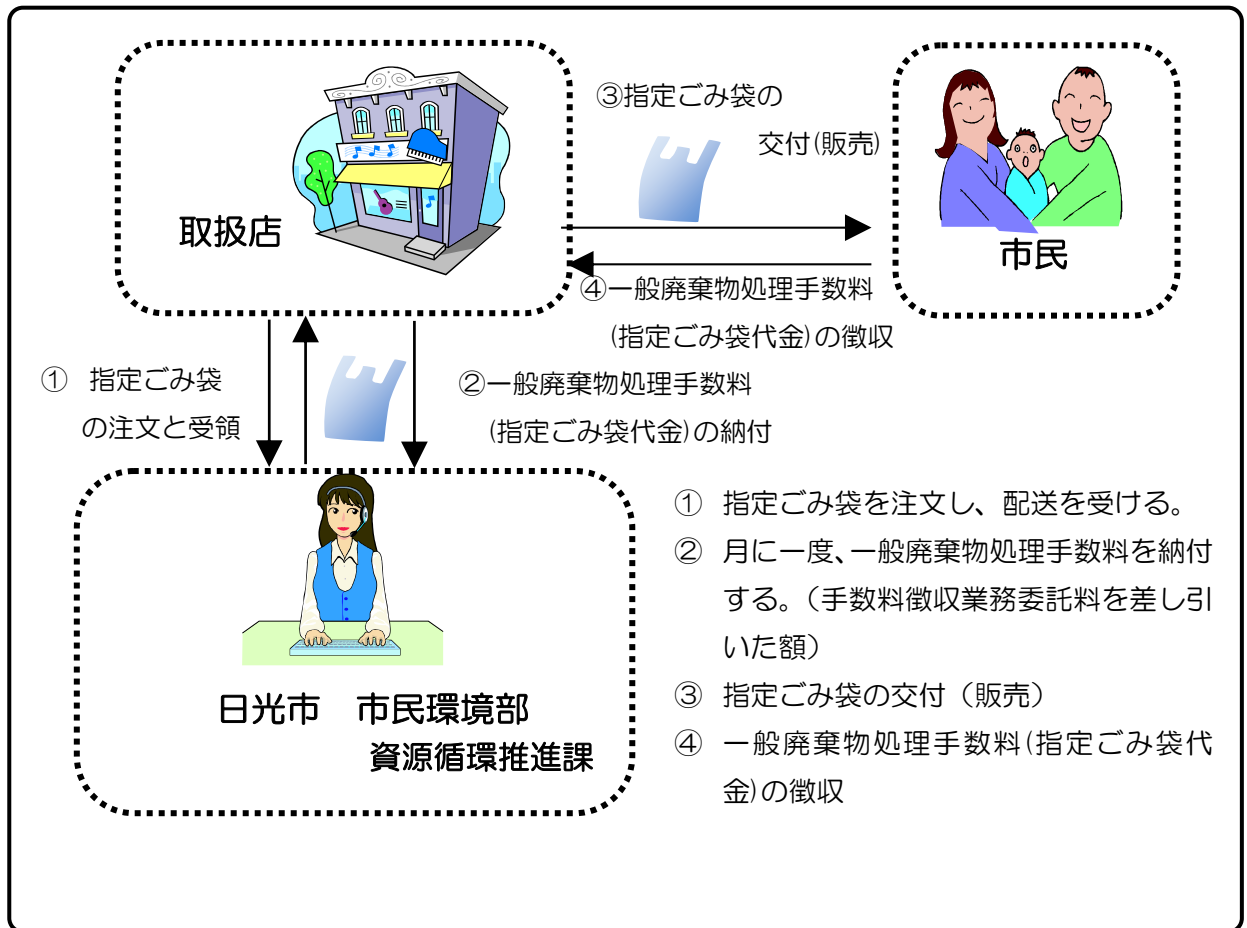 ③指定ごみ袋の
交付(販売)
取扱店
市民
④一般廃棄物処理手数料
(指定ごみ袋代金)の徴収
① 指定ごみ袋
の注文と受領
②一般廃棄物処理手数料
(指定ごみ袋代金)の納付
日光市 市民環境部
資源循環推進課
① 指定ごみ袋を注文し、配送を受ける。
② 月に一度、一般廃棄物処理手数料を納付
する。（手数料徴収業務委託料を差し引
いた額）
③ 指定ごみ袋の交付（販売）
④ 一般廃棄物処理手数料(指定ごみ袋代
金)の徴収